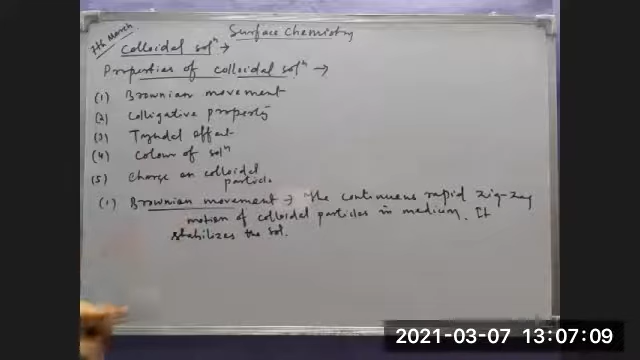 7th March
Surface Chemistry
Colloidal solⁿ →
Properties of colloidal solⁿ →
(1) Brownian movement
(2) Colligative property
(3) Tyndel effect
(4) Colour of solⁿ
(5) Charge on colloidal
particle
(1) Brownian movement → The continuous rapid zig-zag
motion of colloidal particles in medium. It
stabilizes the sol.
2021-03-07 13:07:09